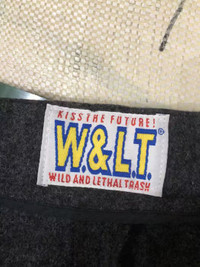 KISS THE FUTURE!
W.&L.T.®
WILD AND LETHAL TRASH